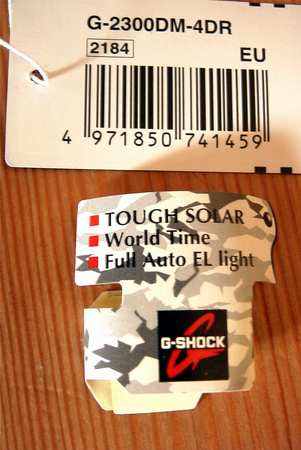 G-2300DM-4DR
2184
EU
4 971850 741459
TOUGH SOLAR
World Time
Full Auto EL light
G-SHOCK